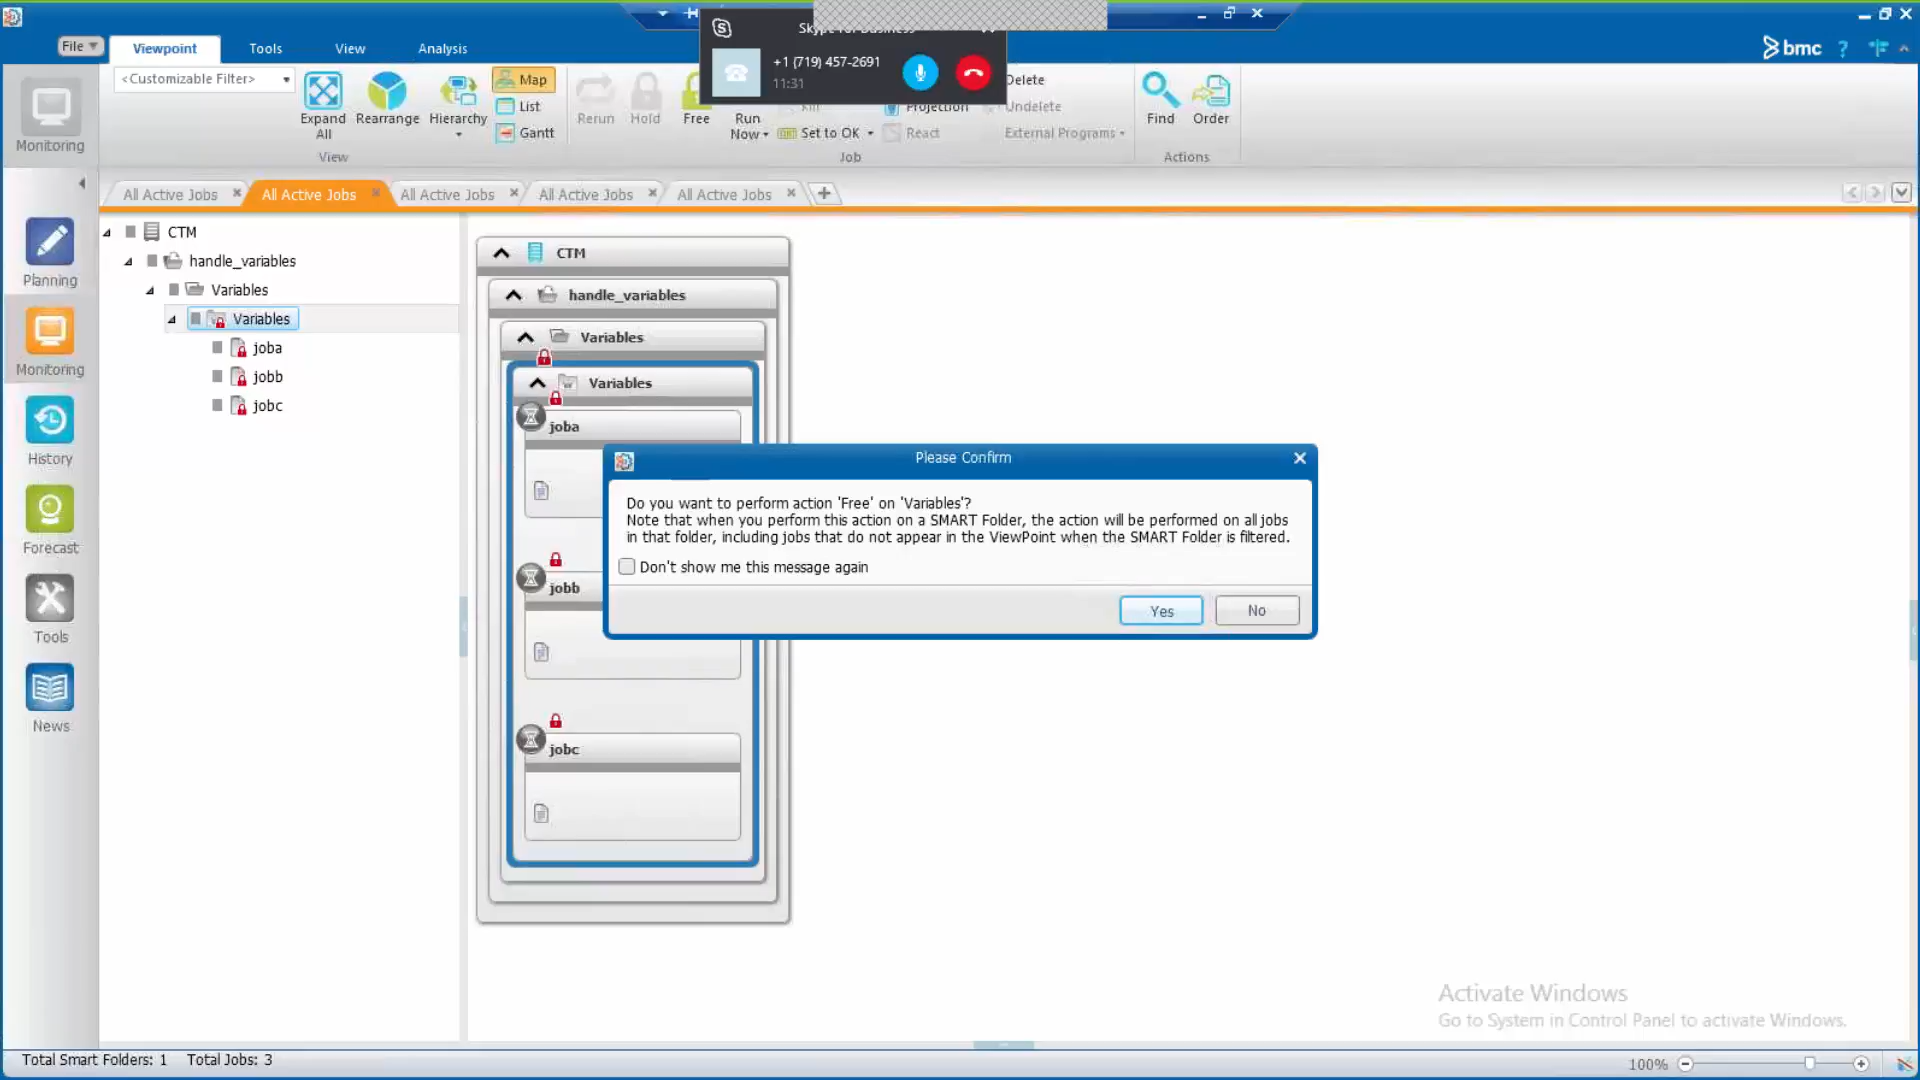 Skype for Business
+1 (719) 457-2691
11:31
File
Viewpoint
Tools
View
Analysis
bmc
<Customizable Filter>
Expand All
Rearrange
Hierarchy
Map
List
Gantt
View
Rerun
Hold
Free
Run Now
Kill
Set to OK
Projection
React
Delete
Undelete
External Programs
Job
Find
Order
Actions
Monitoring
Planning
Monitoring
History
Forecast
Tools
News
All Active Jobs
All Active Jobs
All Active Jobs
All Active Jobs
All Active Jobs
CTM
handle_variables
Variables
Variables
joba
jobb
jobc
CTM
handle_variables
Variables
Variables
joba
jobb
jobc
Please Confirm
Do you want to perform action 'Free' on 'Variables'?
Note that when you perform this action on a SMART Folder, the action will be performed on all jobs
in that folder, including jobs that do not appear in the ViewPoint when the SMART Folder is filtered.
Don't show me this message again
Yes
No
Activate Windows
Go to System in Control Panel to activate Windows.
Total Smart Folders: 1 Total Jobs: 3
100%